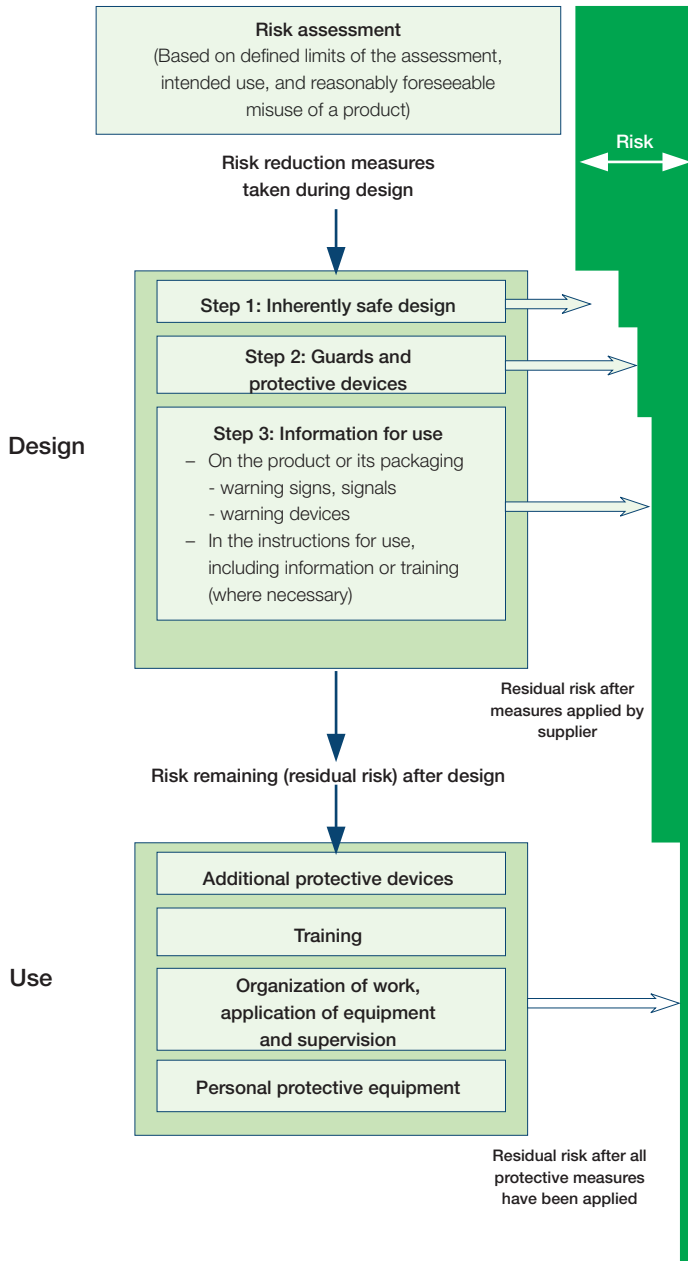 Risk assessment
(Based on defined limits of the assessment,
intended use, and reasonably foreseeable
misuse of a product)
Risk
Risk reduction measures
taken during design
Step 1: Inherently safe design
Step 2: Guards and
protective devices
Design
Step 3: Information for use
– On the product or its packaging
- warning signs, signals
- warning devices
– In the instructions for use,
including information or training
(where necessary)
Residual risk after
measures applied by
supplier
Risk remaining (residual risk) after design
Additional protective devices
Training
Use
Organization of work,
application of equipment
and supervision
Personal protective equipment
Residual risk after all
protective measures
have been applied